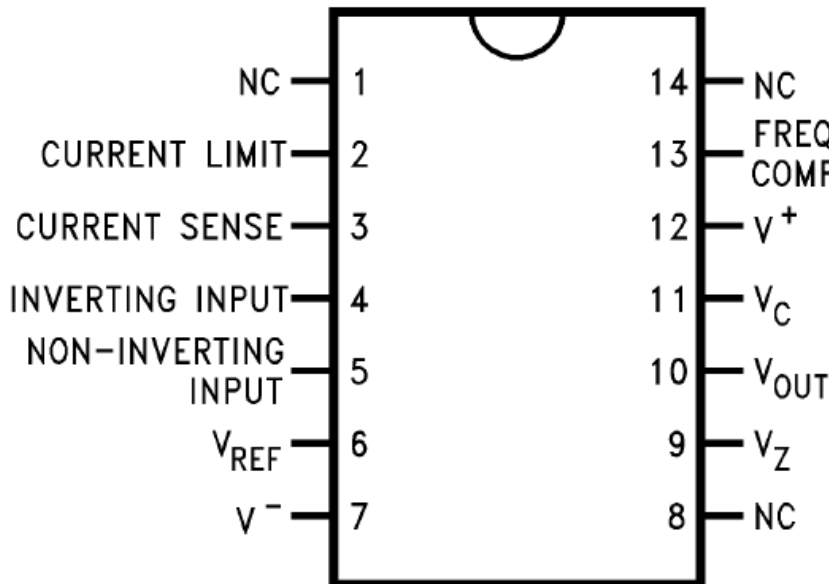 NC 1 14 NC
CURRENT LIMIT 2 13 FREQ
COMP
CURRENT SENSE 3 12 V+
INVERTING INPUT 4 11 VC
NON-INVERTING
INPUT 5 10 VOUT
VREF 6 9 VZ
V- 7 8 NC